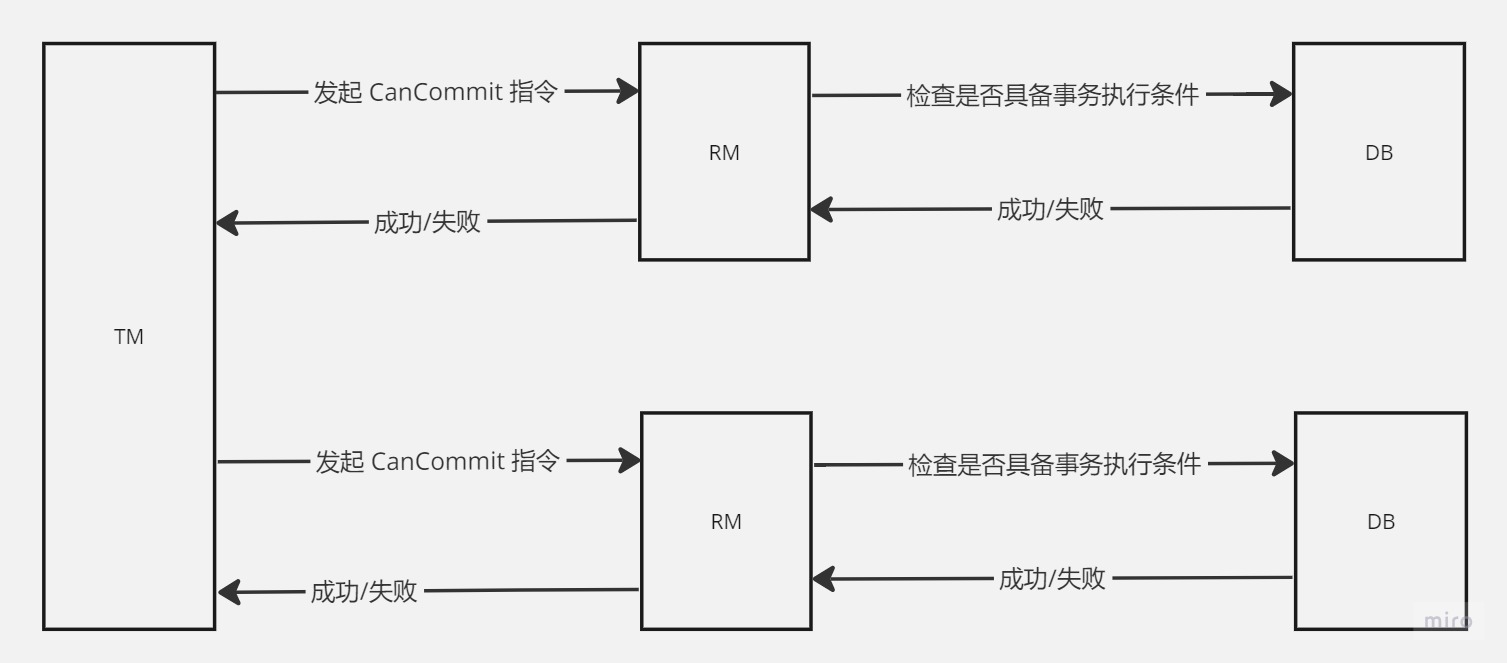 发起 CanCommit 指令
检查是否具备事务执行条件
RM
DB
成功/失败
成功/失败
TM
发起 CanCommit 指令
检查是否具备事务执行条件
RM
DB
成功/失败
成功/失败
miro